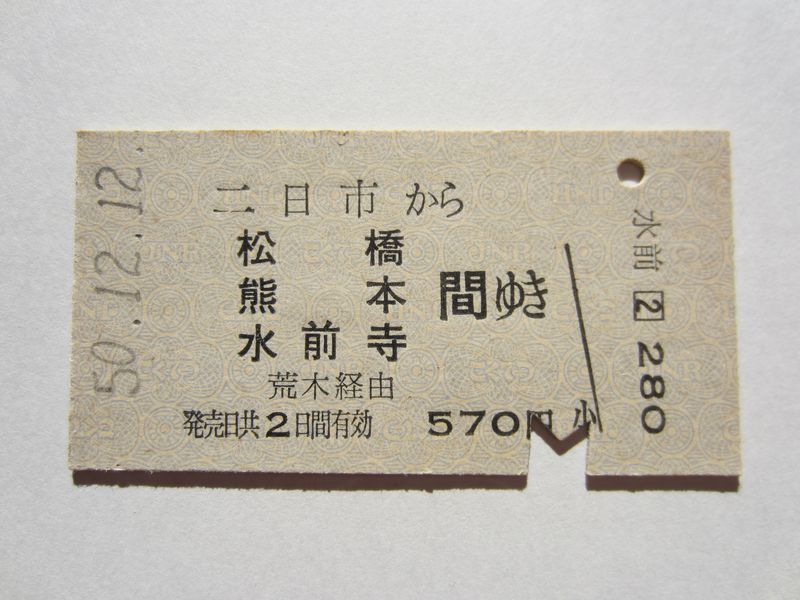 50.12.12.
二日市から
松橋
熊本 間ゆき
水前寺
荒木経由
発売日共2日間有効 570円 小
水前 2 280